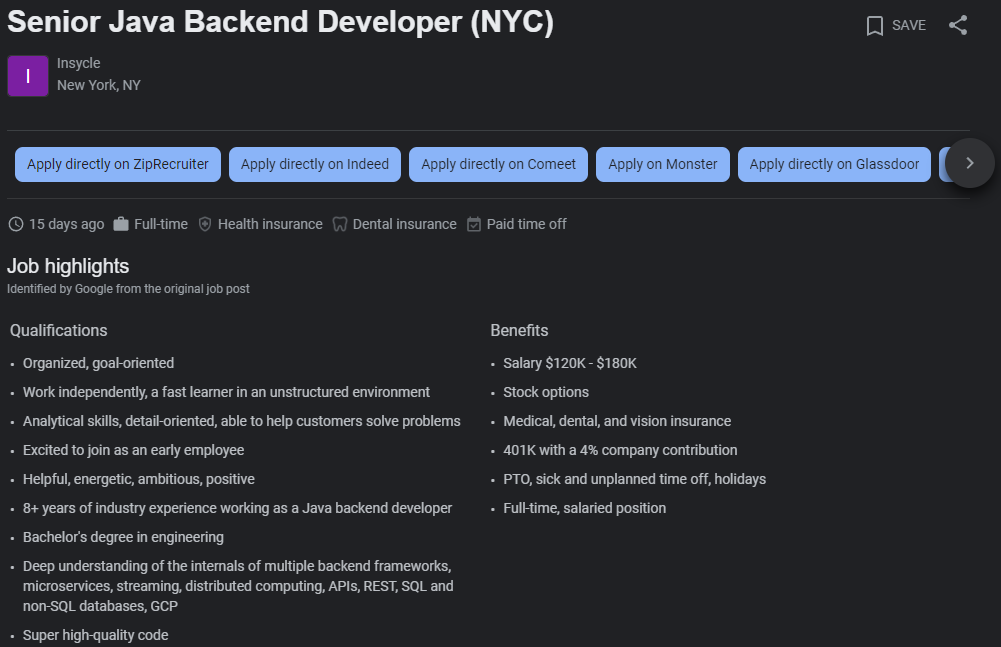 Senior Java Backend Developer (NYC)
SAVE
I
Insycle
New York, NY
Apply directly on ZipRecruiter
Apply directly on Indeed
Apply directly on Comeet
Apply on Monster
Apply directly on Glassdoor
15 days ago
Full-time
Health insurance
Dental insurance
Paid time off
Job highlights
Identified by Google from the original job post
Qualifications
• Organized, goal-oriented
• Work independently, a fast learner in an unstructured environment
• Analytical skills, detail-oriented, able to help customers solve problems
• Excited to join as an early employee
• Helpful, energetic, ambitious, positive
• 8+ years of industry experience working as a Java backend developer
• Bachelor's degree in engineering
• Deep understanding of the internals of multiple backend frameworks,
microservices, streaming, distributed computing, APIs, REST, SQL and
non-SQL databases, GCP
• Super high-quality code
Benefits
• Salary $120K - $180K
• Stock options
• Medical, dental, and vision insurance
• 401K with a 4% company contribution
• PTO, sick and unplanned time off, holidays
• Full-time, salaried position